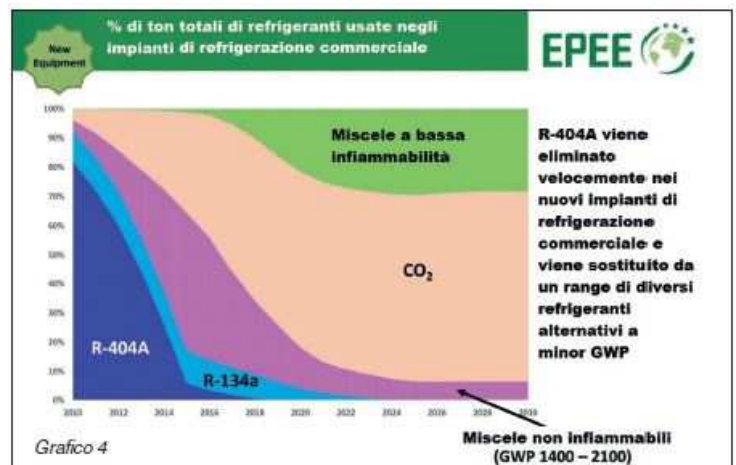 % di ton totali di refrigeranti usate negli
impianti di refrigerazione commerciale
New
Equipment
EPEE
100%
90%
80%
70%
60%
50%
40%
30%
20%
10%
0%
2010
2012
2014
2016
2018
2020
2022
2024
2026
2028
2030
Miscele a bassa
infiammabilità
CO₂
R-404A
R-134a
R-404A viene
eliminato
velocemente nei
nuovi impianti di
refrigerazione
commerciale e
viene sostituito da
un range di diversi
refrigeranti
alternativi a
minor GWP
Miscele non infiammabili
(GWP 1400 – 2100)
Grafico 4